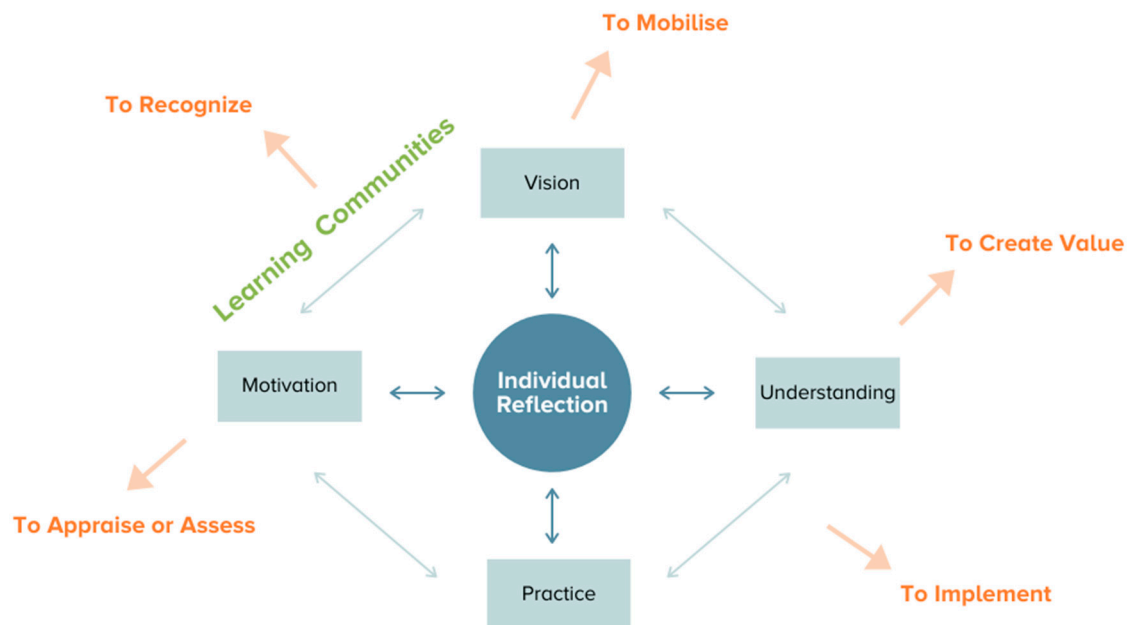 To Mobilise
To Recognize
Learning Communities
Vision
To Create Value
Motivation
Individual
Reflection
Understanding
To Appraise or Assess
Practice
To Implement